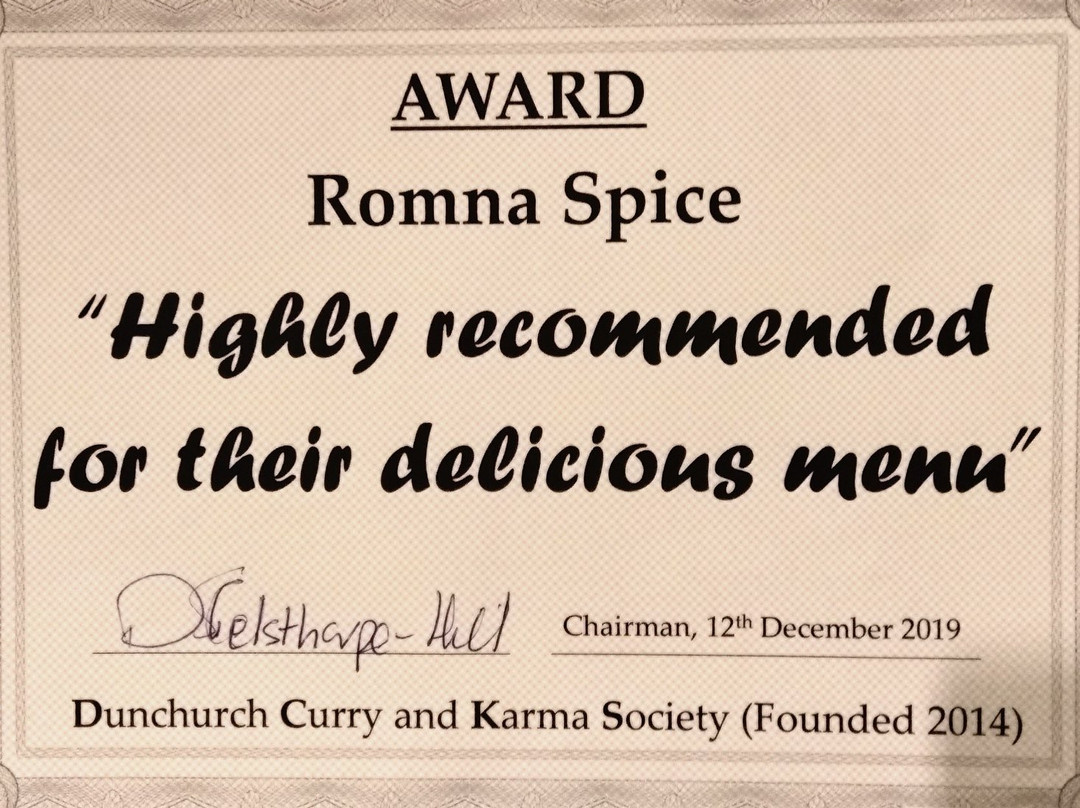 AWARD
Romna Spice
“Highly recommended
for their delicious menu”
Chairman, 12th December 2019
Dunchurch Curry and Karma Society (Founded 2014)